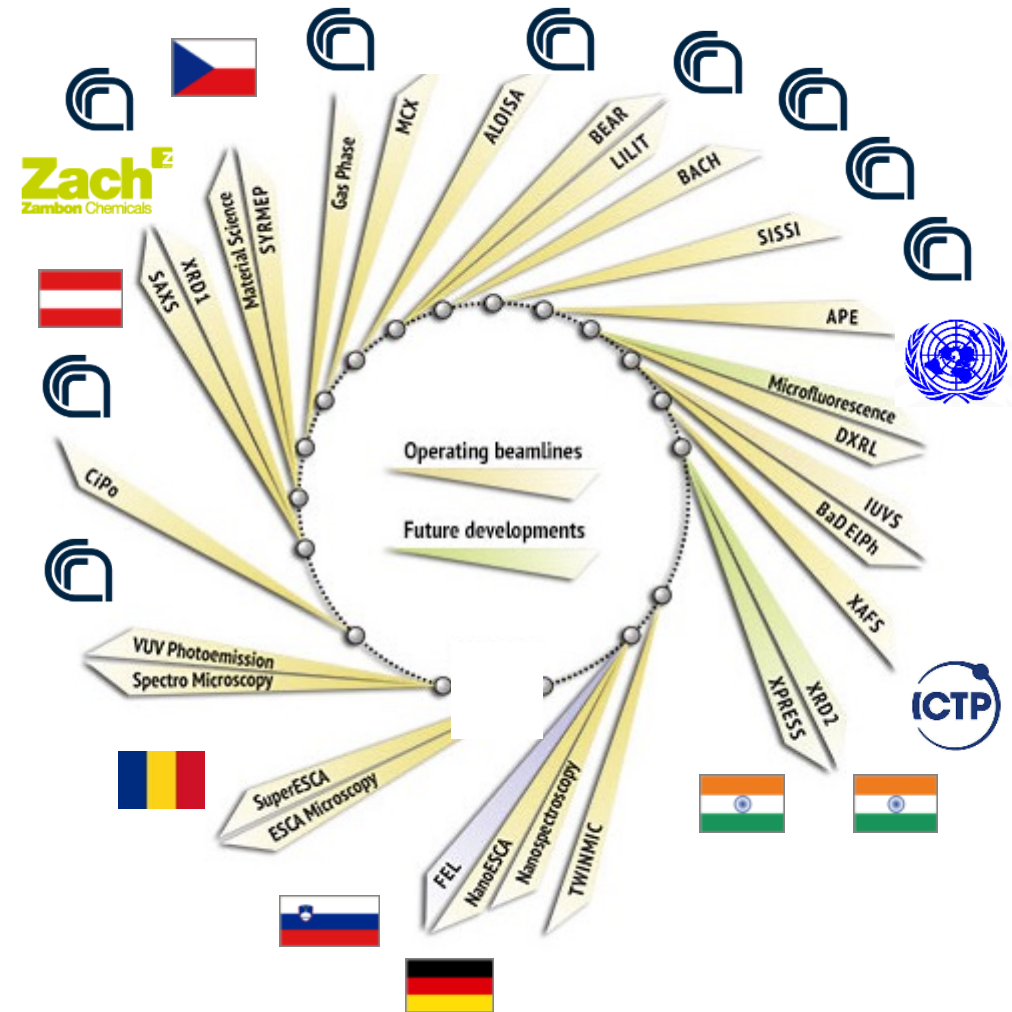 Zach
Z
Zambon Chemicals
Gas Phase
MCX
ALOISA
BEAR
LILIT
BACH
SISSI
APE
Microfluorescence
DXRL
IUVS
BaD ElPh
XAFS
XRD2
XPRESS
ICTP
TWINMIC
Nanospectroscopy
NanoESCA
FEL
ESCA Microscopy
SuperESCA
Spectro Microscopy
VUV Photoemission
CiPo
SAXS
XRD1
Material Science
SYRMEP
Operating beamlines
Future developments